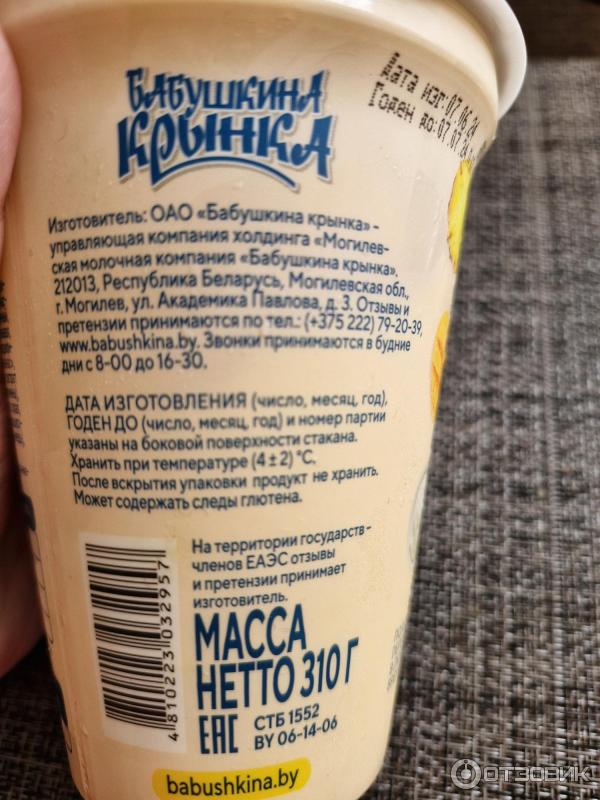 БАБУШКИНА
КРЫНКА
Дата изг:07.06.24
Годен до:07.07.24
Изготовитель: ОАО «Бабушкина крынка» -
управляющая компания холдинга «Могилев-
ская молочная компания «Бабушкина крынка».
212013, Республика Беларусь, Могилевская обл.,
г. Могилев, ул. Академика Павлова, д. 3. Отзывы и
претензии принимаются по тел.: (+375 222) 79-20-39,
www.babushkina.by. Звонки принимаются в будние
дни с 8-00 до 16-30.
ДАТА ИЗГОТОВЛЕНИЯ (число, месяц, год),
ГОДЕН ДО (число, месяц, год) и номер партии
указаны на боковой поверхности стакана.
Хранить при температуре (4±2) °С.
После вскрытия упаковки продукт не хранить.
Может содержать следы глютена.
4810223032957
На территории государств-
членов ЕАЭС отзывы
и претензии принимает
изготовитель.
МАССА
НЕТТО 310 Г
ЕАС
СТБ 1552
BY 06-14-06
babushkina.by
ОТЗОВИК